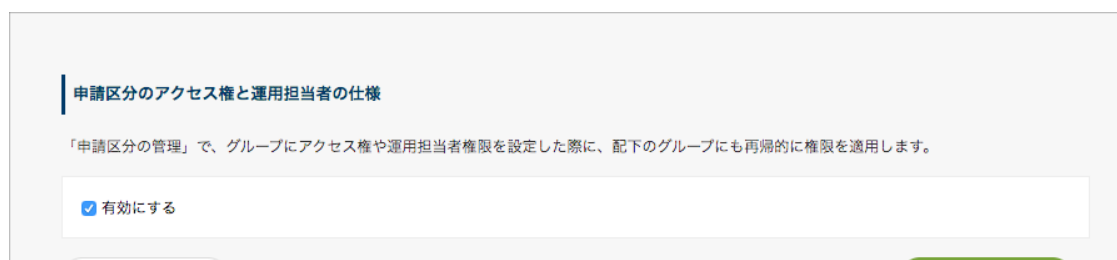 申請区分のアクセス権と運用担当者の仕様
「申請区分の管理」で、グループにアクセス権や運用担当者権限を設定した際に、配下のグループにも再帰的に権限を適用します。
有効にする